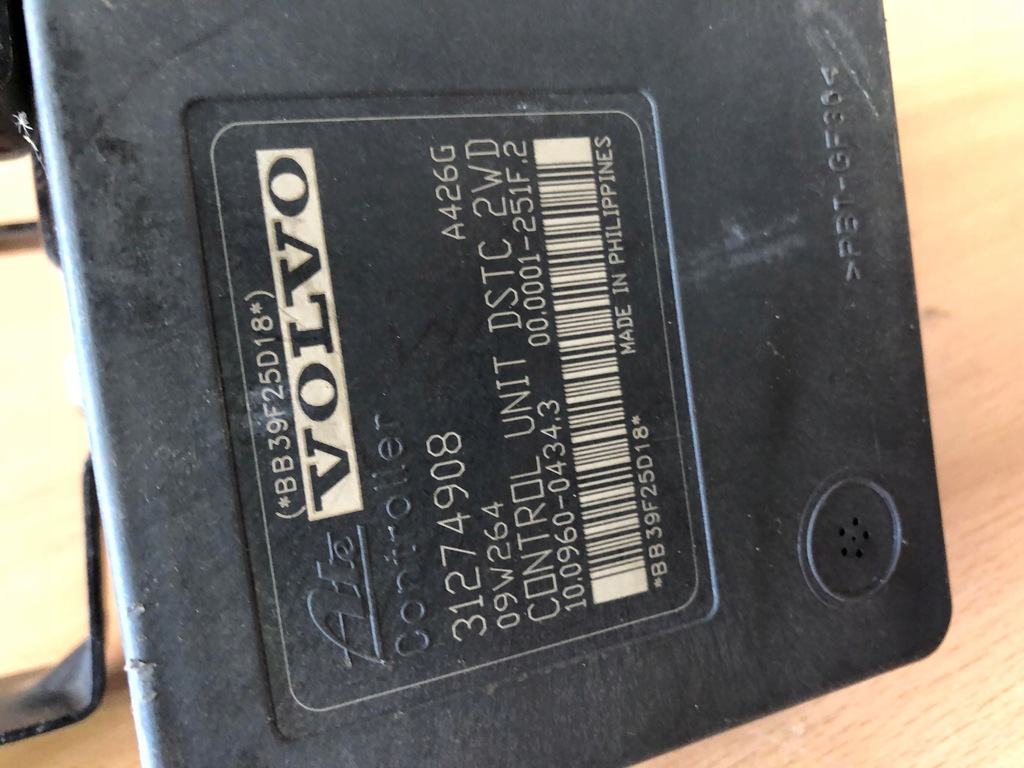 (*BB39F25D18*)
VOLVO
Ate
Controller
31274908
09W264 A426G
CONTROL UNIT DSTC 2WD
10.0960-0434.3 00.0001-251F.2
MADE IN PHILIPPINES
*BB39F25D18*
>PBT-GF30<